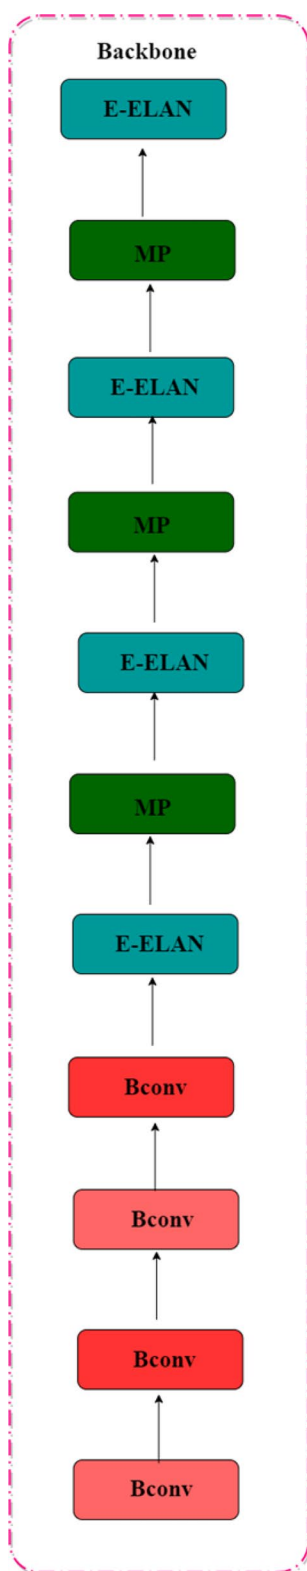 Backbone
E-ELAN
MP
E-ELAN
MP
E-ELAN
MP
E-ELAN
Bconv
Bconv
Bconv
Bconv